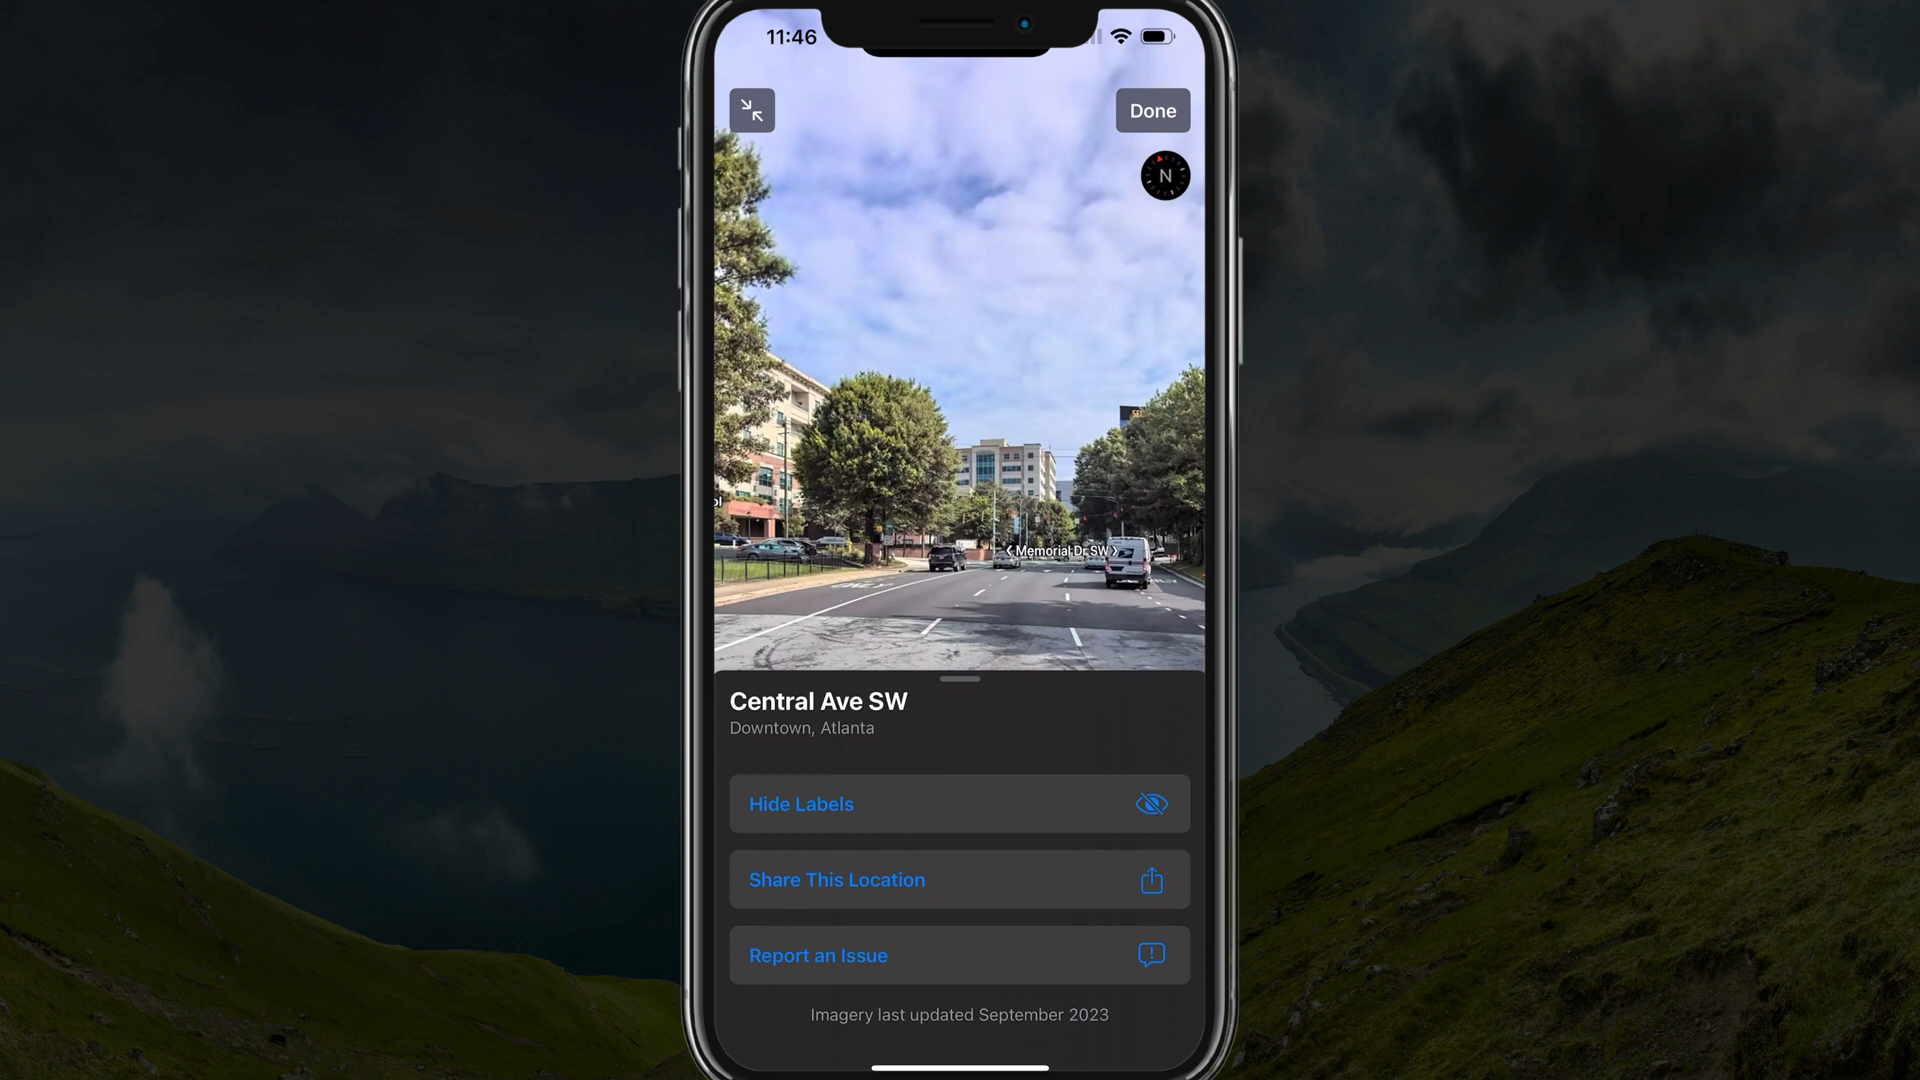 11:46
Done
N
ol
‹ Memorial Dr SW ›
Central Ave SW
Downtown, Atlanta
Hide Labels
Share This Location
Report an Issue
Imagery last updated September 2023